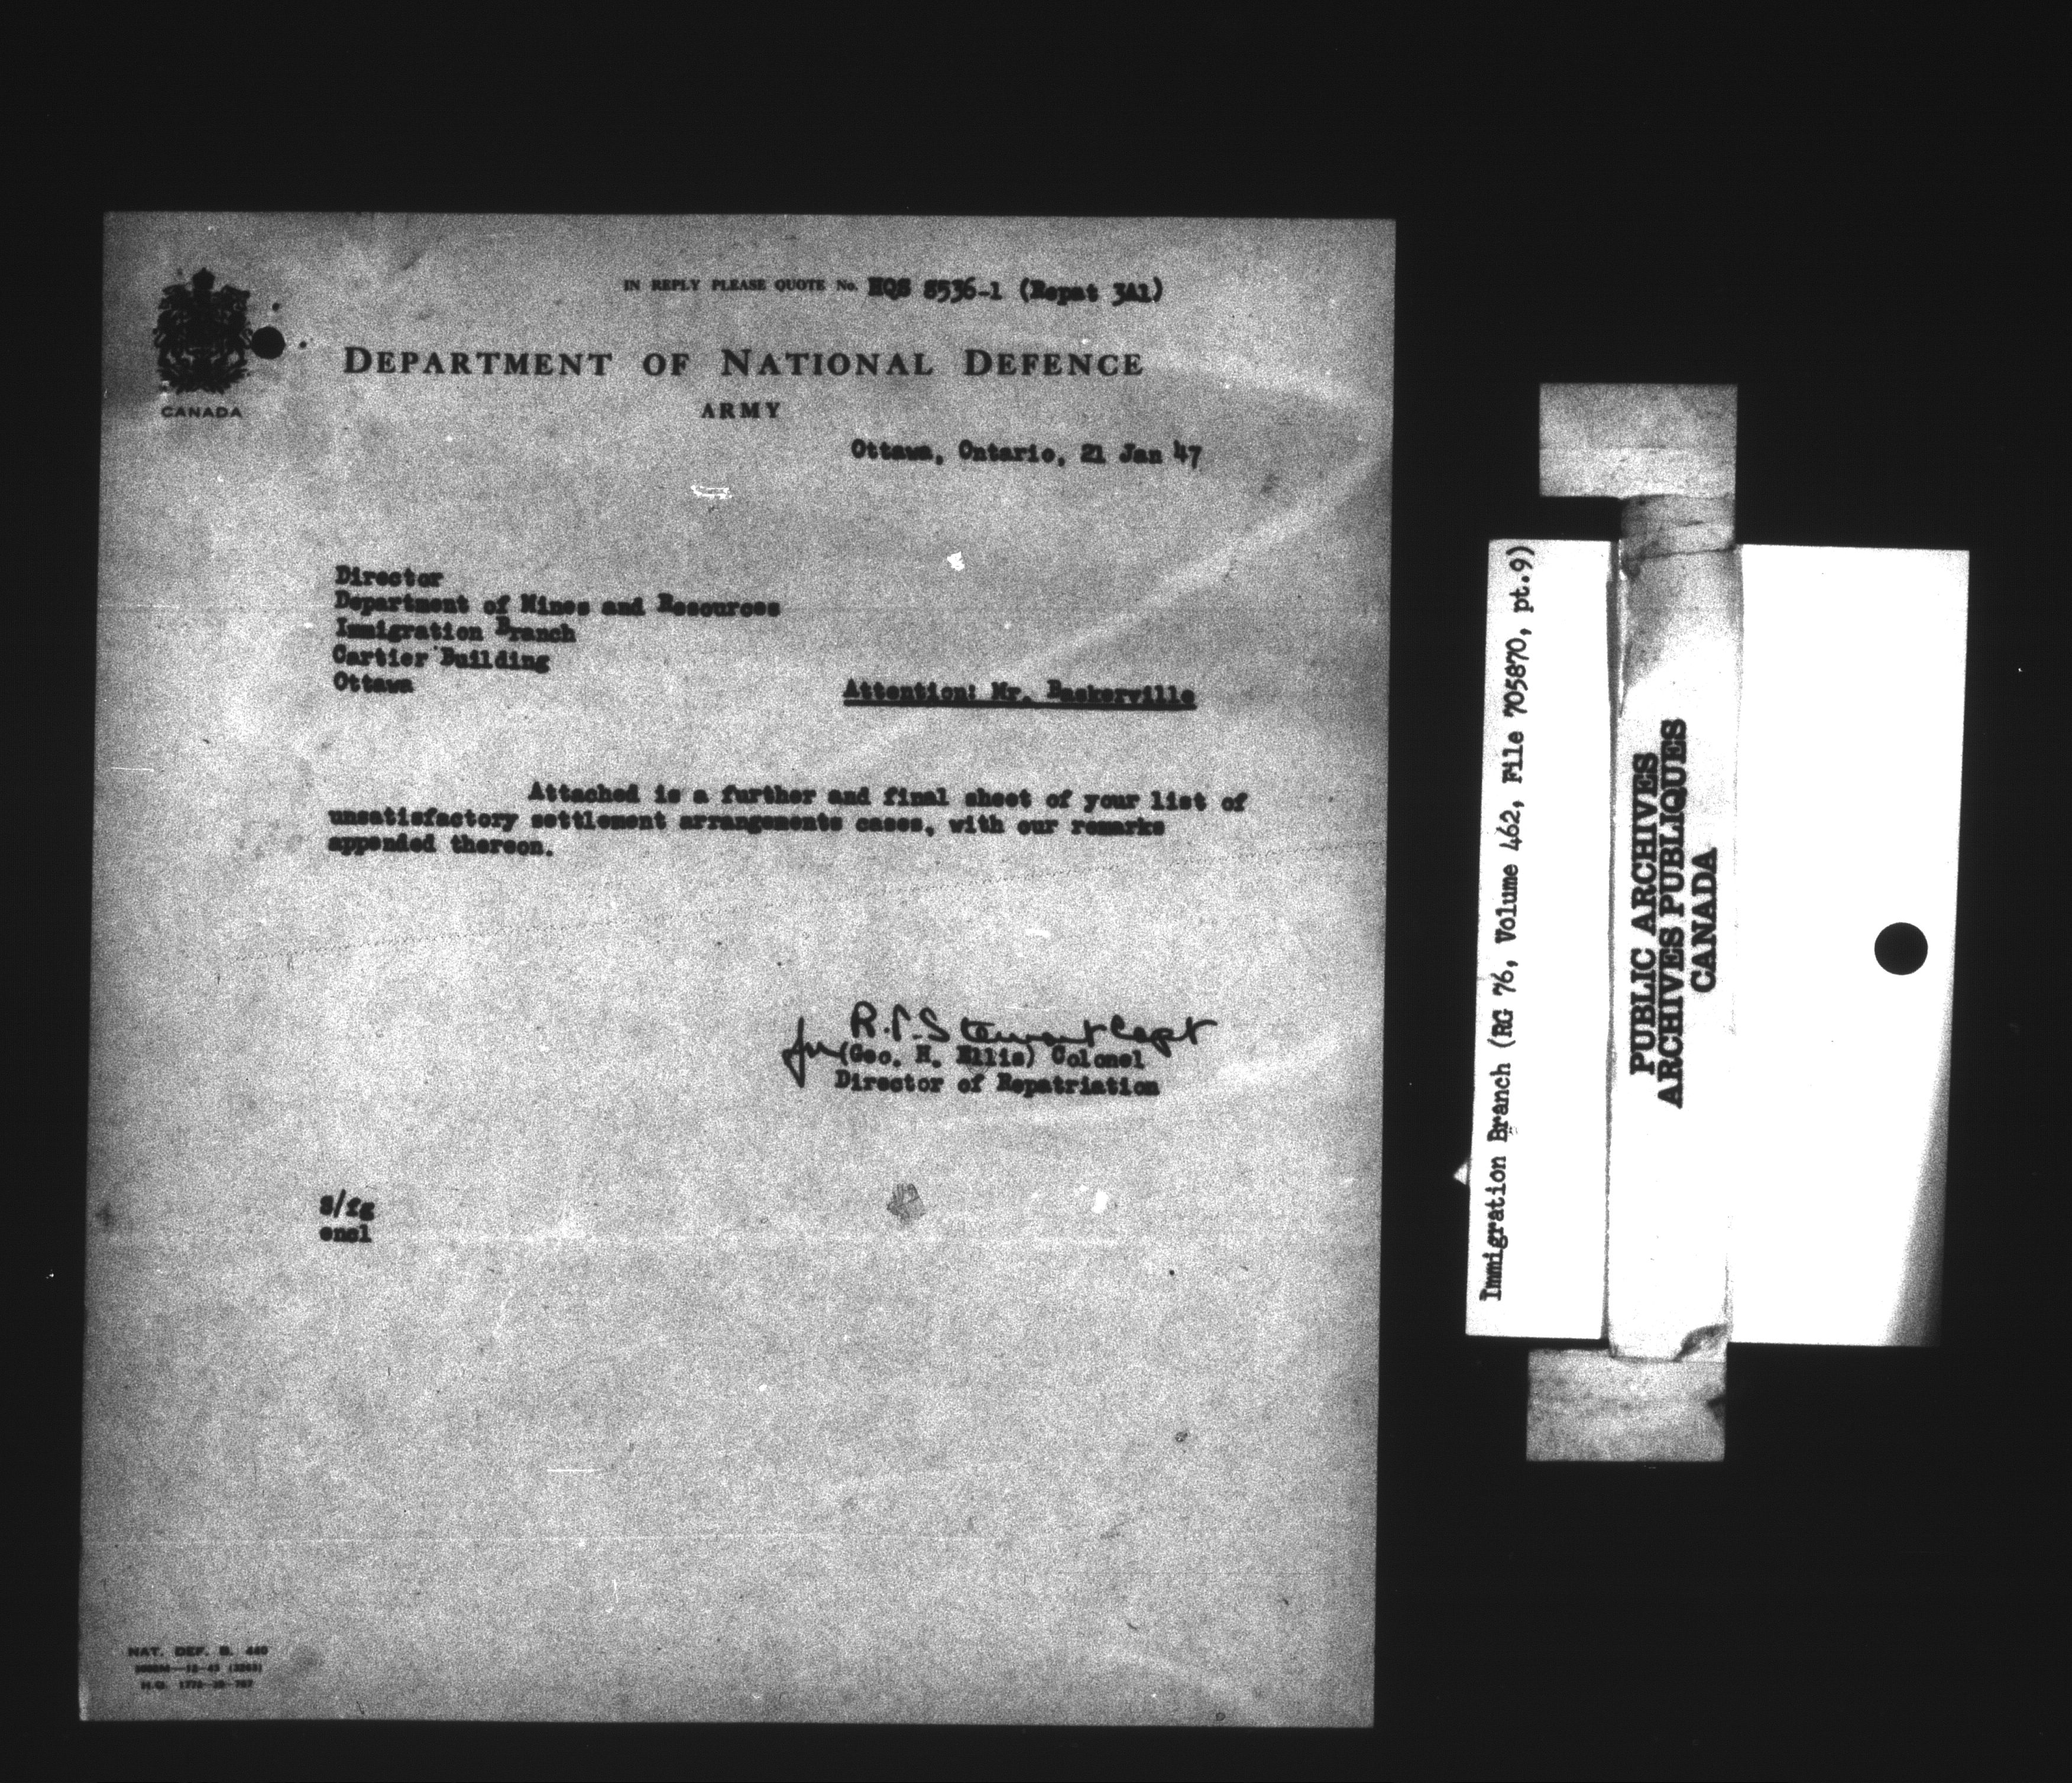 IN REPLY PLEASE QUOTE No. HQS 8536-1 (Repat 3A1)
CANADA
DEPARTMENT OF NATIONAL DEFENCE
ARMY
Ottawa, Ontario, 21 Jan 47
Director
Department of Mines and Resources
Immigration Branch
Cartier Building
Ottawa
Attention: Mr. Baskerville
Attached is a further and final sheet of your list of
unsatisfactory settlement arrangements cases, with our remarks
appended thereon.
Stewart Capt
for (Geo. H. Ellis) Colonel
Director of Repatriation
S/fg
encl
NAT. DEF. B. 440
H.Q.
Immigration Branch (RG 76, Volume 462, File 705870, pt.9)
PUBLIC ARCHIVES
ARCHIVES PUBLIQUES
CANADA